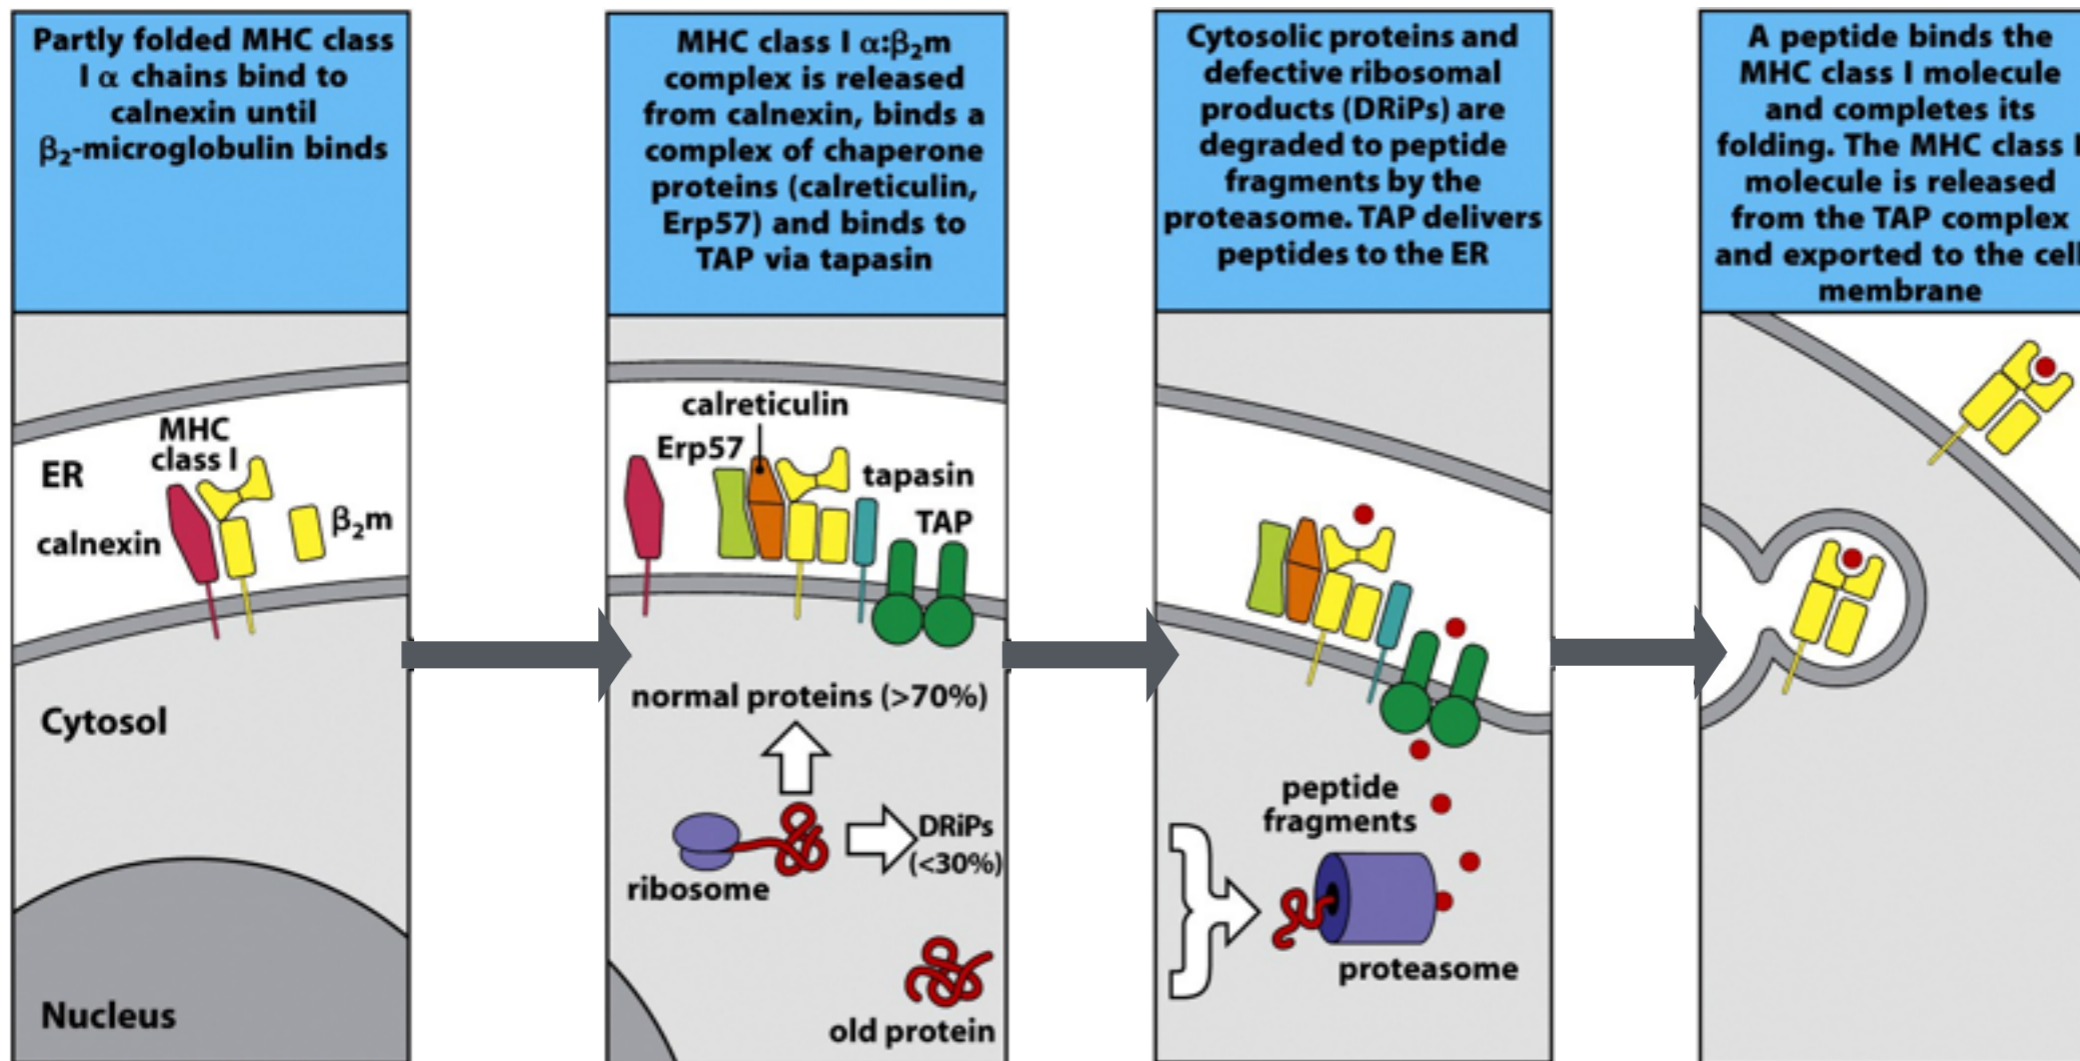 Partly folded MHC class
I α chains bind to
calnexin until
β₂-microglobulin binds
MHC
class I
ER
calnexin
β₂m
Cytosol
Nucleus
MHC class I α:β₂m
complex is released
from calnexin, binds a
complex of chaperone
proteins (calreticulin,
Erp57) and binds to
TAP via tapasin
calreticulin
Erp57
tapasin
TAP
normal proteins (>70%)
DRiPs
(<30%)
ribosome
old protein
Cytosolic proteins and
defective ribosomal
products (DRiPs) are
degraded to peptide
fragments by the
proteasome. TAP delivers
peptides to the ER
peptide
fragments
proteasome
A peptide binds the
MHC class I molecule
and completes its
folding. The MHC class I
molecule is released
from the TAP complex
and exported to the cell
membrane